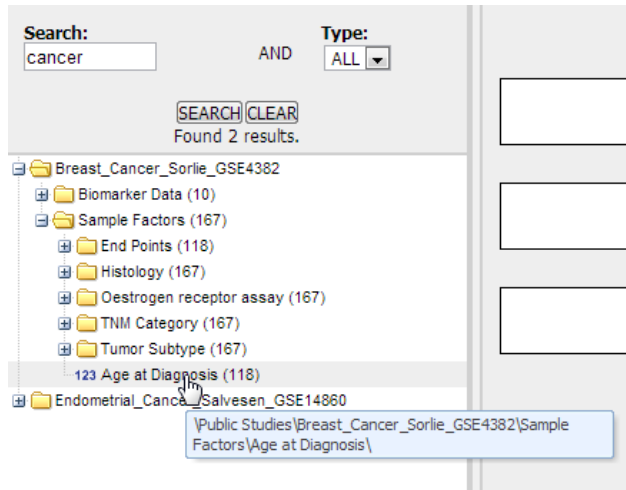 Search:
Type:
cancer
AND
ALL
SEARCH CLEAR
Found 2 results.
Breast_Cancer_Sorlie_GSE4382
Biomarker Data (10)
Sample Factors (167)
End Points (118)
Histology (167)
Oestrogen receptor assay (167)
TNM Category (167)
Tumor Subtype (167)
123 Age at Diagnosis (118)
Endometrial_Cancer_Salvesen_GSE14860
\Public Studies\Breast_Cancer_Sorlie_GSE4382\Sample
Factors\Age at Diagnosis\